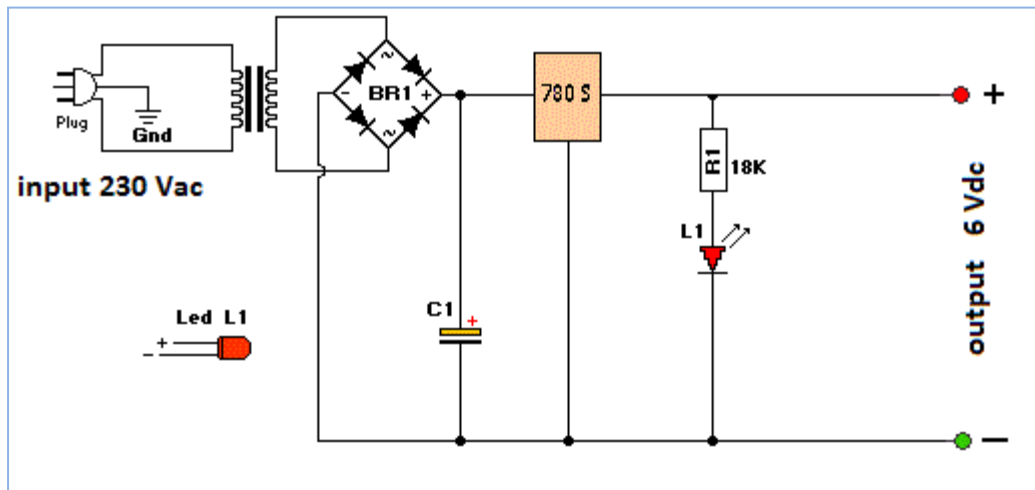 Plug
Gnd
input 230 Vac
~
BR1
-
+
~
780 S
+
R1
18K
L1
C1
+
Led L1
+
-
output 6 Vdc
-